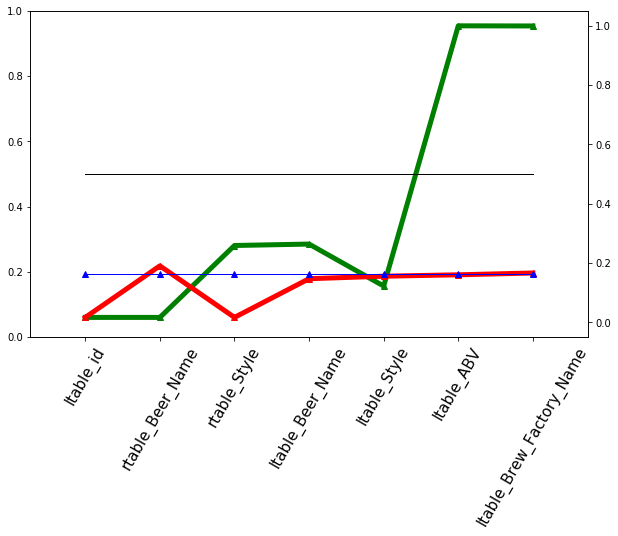 1.0
0.8
0.6
0.4
0.2
0.0
1.0
0.8
0.6
0.4
0.2
0.0
ltable_id
rtable_Beer_Name
rtable_Style
ltable_Beer_Name
ltable_Style
ltable_ABV
ltable_Brew_Factory_Name